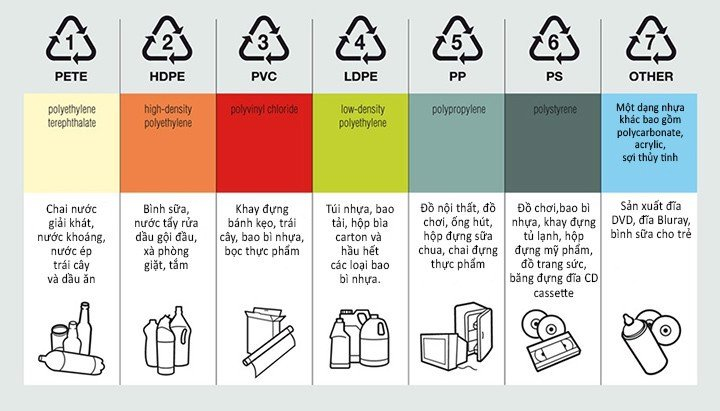 1
PETE
polyethylene
terephthalate
Chai nước
giải khát,
nước khoáng,
nước ép
trái cây
và dầu ăn
2
HDPE
high-density
polyethylene
Bình sữa,
nước tẩy rửa
dầu gội đầu,
xà phòng
giặt, tắm
3
PVC
polyvinyl chloride
Khay đựng
bánh kẹo, trái
cây, bao bì nhựa,
bọc thực phẩm
4
LDPE
low-density
polyethylene
Túi nhựa, bao
tải, hộp bìa
carton và
hầu hết
các loại bao
bì nhựa.
5
PP
polypropylene
Đồ nội thất, đồ
chơi, ống hút,
hộp đựng sữa
chua, chai đựng
thực phẩm
6
PS
polystyrene
Đồ chơi,bao bì
nhựa, khay đựng
tủ lạnh, hộp
đựng mỹ phẩm,
đồ trang sức,
băng đựng đĩa CD
cassette
7
OTHER
Một dạng nhựa
khác bao gồm
polycarbonate,
acrylic,
sợi thủy tinh
Sản xuất đĩa
DVD, đĩa Bluray,
bình sữa cho trẻ